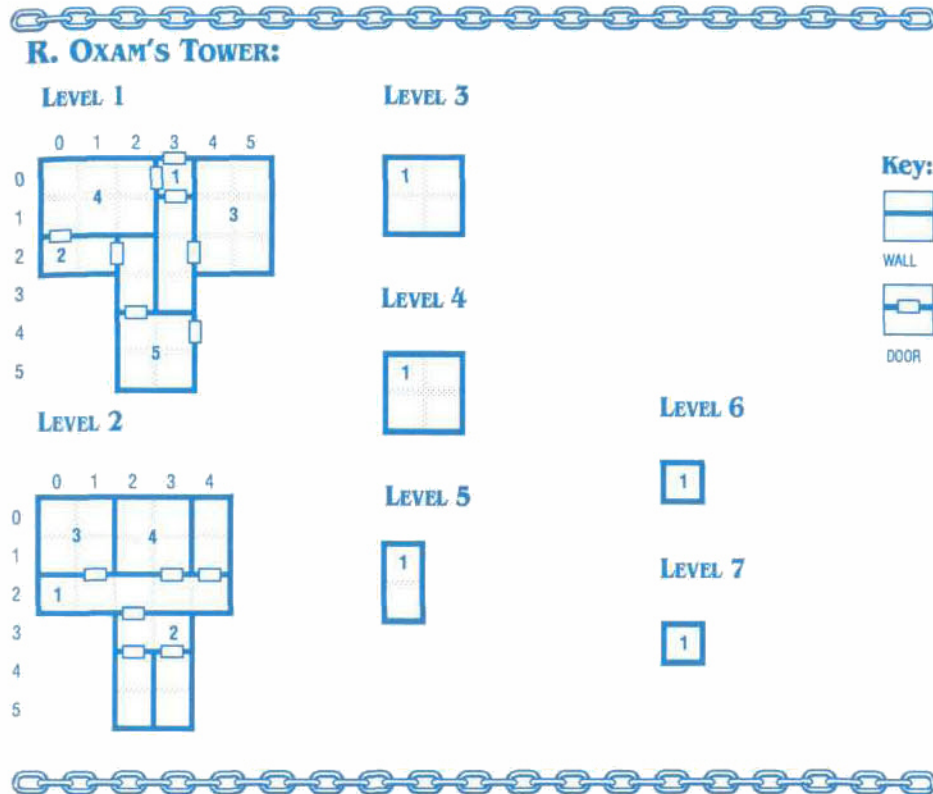 R. OXAM'S TOWER:
LEVEL 1
0 1 2 3 4 5
0
1
2
3
4
5
1
4
3
2
5
LEVEL 2
0 1 2 3 4
0
1
2
3
4
5
3
4
1
2
LEVEL 3
1
LEVEL 4
1
LEVEL 5
1
LEVEL 6
1
LEVEL 7
1
KEY:
WALL
DOOR